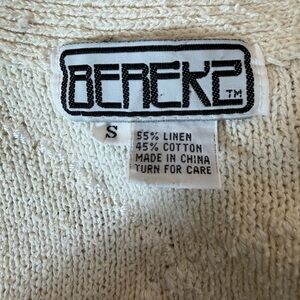 BEREK2
TM
S
55% LINEN
45% COTTON
MADE IN CHINA
TURN FOR CARE